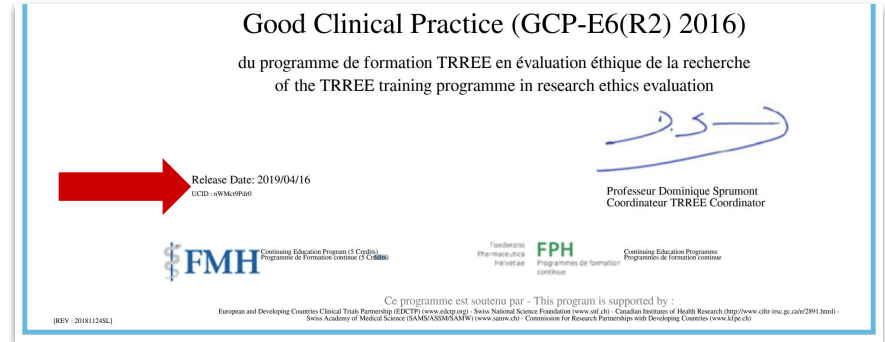 Good Clinical Practice (GCP-E6(R2) 2016)
du programme de formation TRREE en évaluation éthique de la recherche
of the TRREE training programme in research ethics evaluation
Release Date: 2019/04/16
UCID : nWMct9Pdr0
Professeur Dominique Sprumont
Coordinateur TRREE Coordinator
FMH
Continuing Education Program (5 Credits)
Programme de Formation continue (5 Crédits)
Foederatio
Pharmaceutica
Helvetiae
FPH
Programmes de formation
continue
Continuing Education Programms
Programmes de formation continue
Ce programme est soutenu par - This program is supported by :
European and Developing Countries Clinical Trials Partnership (EDCTP) (www.edctp.org) - Swiss National Science Foundation (www.snf.ch) - Canadian Institutes of Health Research (http://www.cihr-irsc.gc.ca/e/2891.html) -
Swiss Academy of Medical Science (SAMS/ASSM/SAMW) (www.samw.ch) - Commission for Research Partnerships with Developing Countries (www.kfpe.ch)
[REV : 20181124SL]